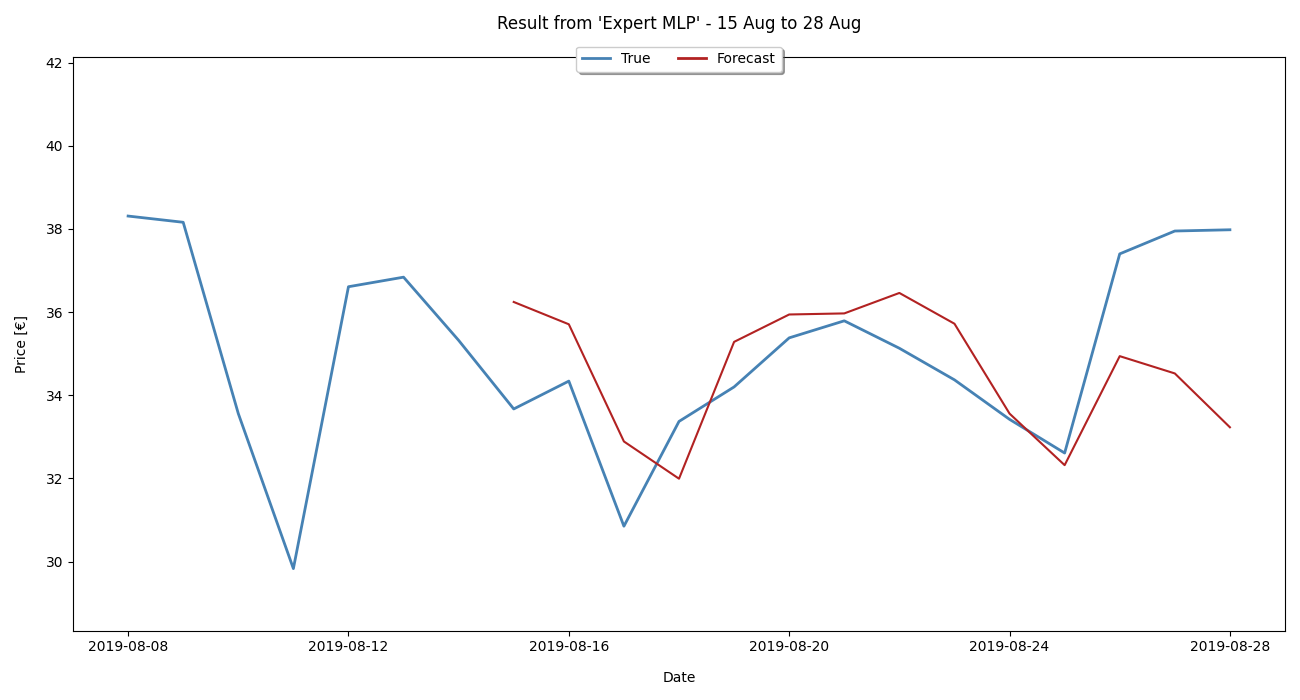 Result from 'Expert MLP' - 15 Aug to 28 Aug
True Forecast
42
40
38
36
34
32
30
Price [€]
2019-08-08 2019-08-12 2019-08-16 2019-08-20 2019-08-24 2019-08-28
Date